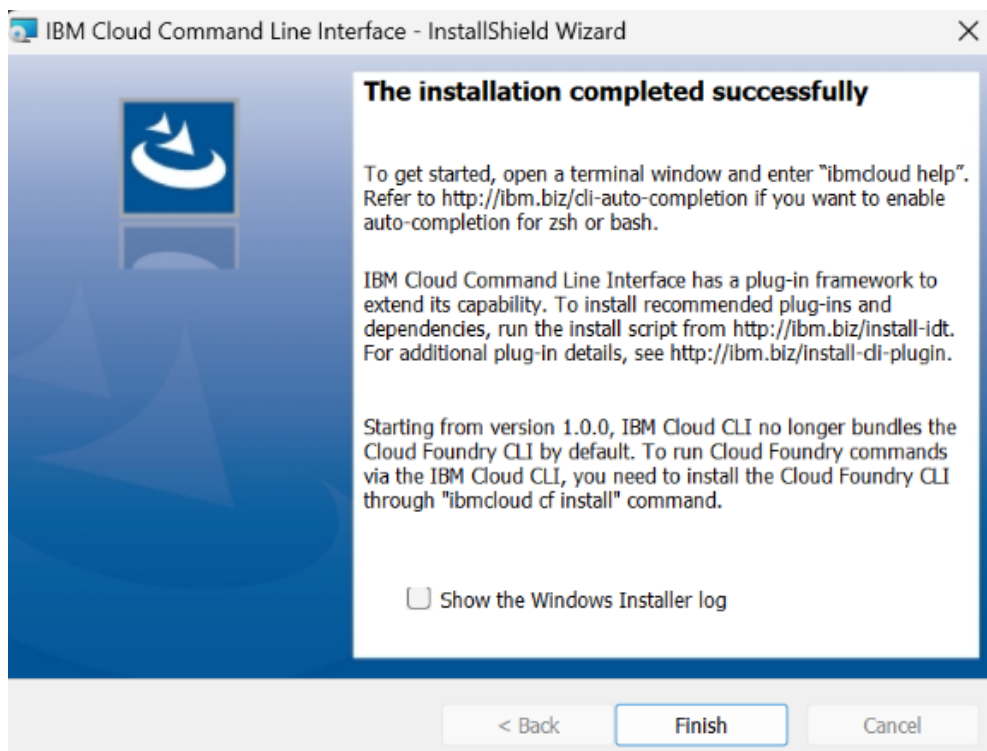 IBM Cloud Command Line Interface - InstallShield Wizard
The installation completed successfully
To get started, open a terminal window and enter “ibmcloud help”.
Refer to http://ibm.biz/cli-auto-completion if you want to enable
auto-completion for zsh or bash.
IBM Cloud Command Line Interface has a plug-in framework to
extend its capability. To install recommended plug-ins and
dependencies, run the install script from http://ibm.biz/install-idt.
For additional plug-in details, see http://ibm.biz/install-cli-plugin.
Starting from version 1.0.0, IBM Cloud CLI no longer bundles the
Cloud Foundry CLI by default. To run Cloud Foundry commands
via the IBM Cloud CLI, you need to install the Cloud Foundry CLI
through "ibmcloud cf install" command.
Show the Windows Installer log
< Back Finish Cancel